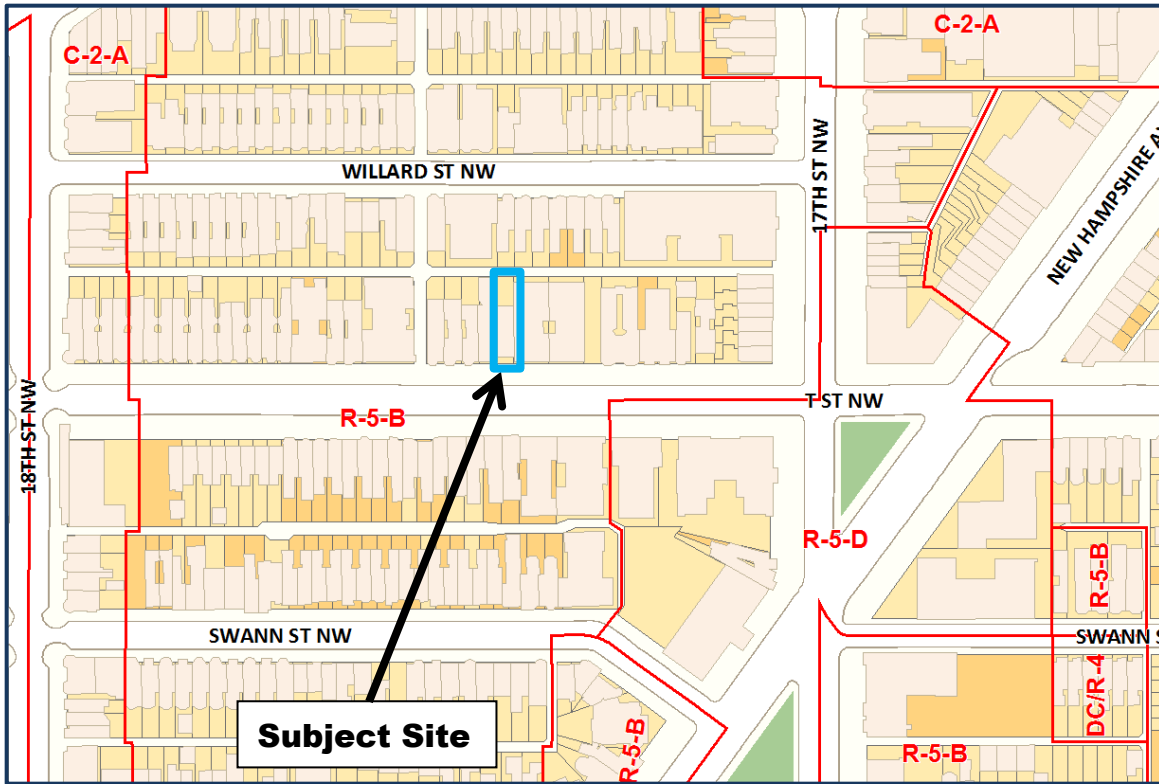 C-2-A
C-2-A
WILLARD ST NW
17TH ST NW
NEW HAMPSHIRE AV
18TH ST NW
R-5-B
T ST NW
R-5-D
R-5-B
SWANN ST NW
SWANN S
DC/R-4
Subject Site
R-5-B
R-5-B